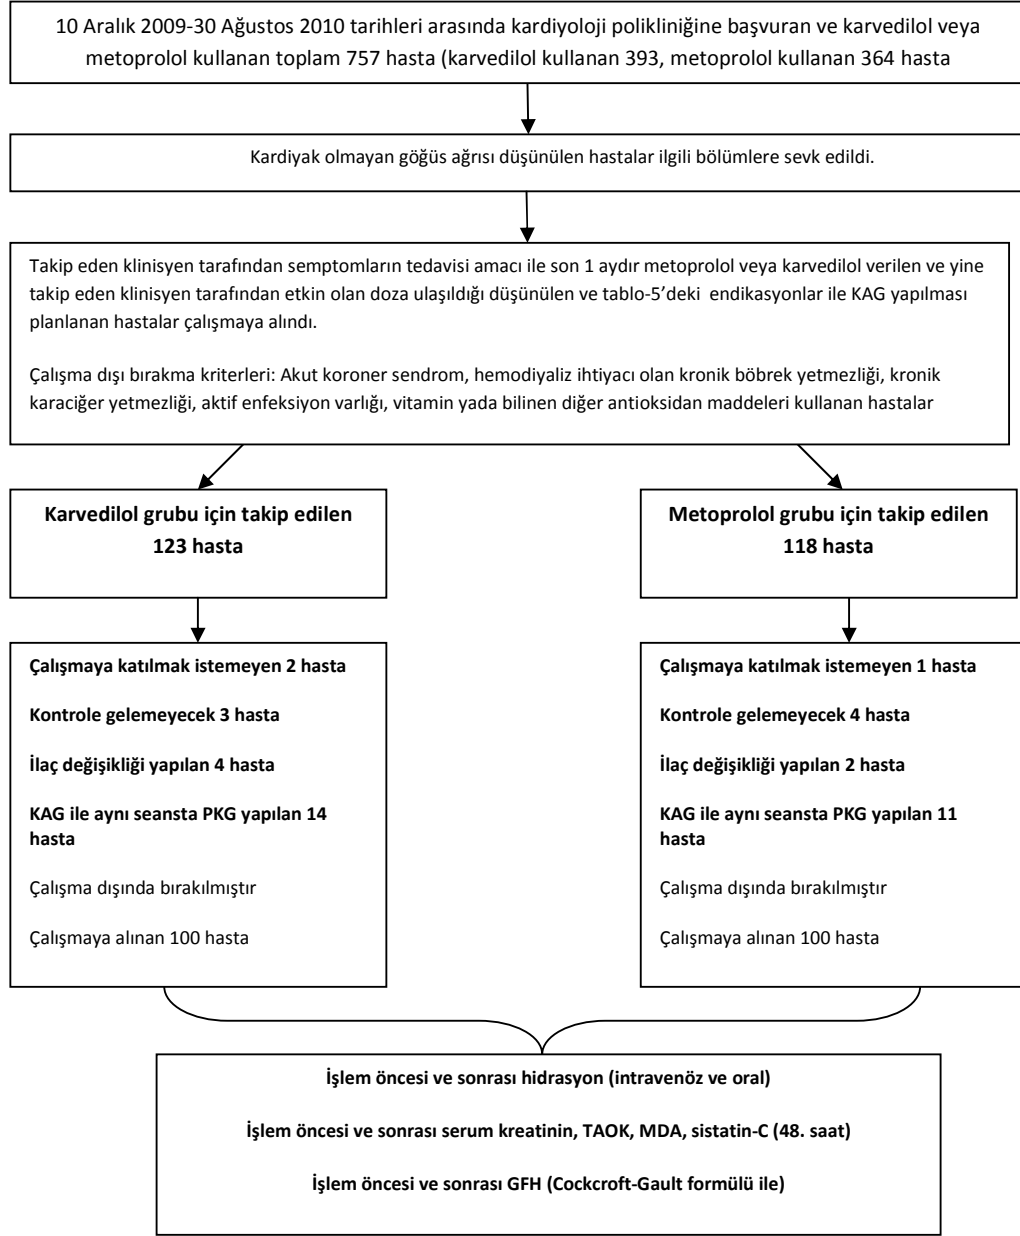 10 Aralık 2009-30 Ağustos 2010 tarihleri arasında kardiyoloji polikliniğine başvuran ve karvedilol veya
metoprolol kullanan toplam 757 hasta (karvedilol kullanan 393, metoprolol kullanan 364 hasta
Kardiyak olmayan göğüs ağrısı düşünülen hastalar ilgili bölümlere sevk edildi.
Takip eden klinisyen tarafından semptomların tedavisi amacı ile son 1 aydır metoprolol veya karvedilol verilen ve yine
takip eden klinisyen tarafından etkin olan doza ulaşıldığı düşünülen ve tablo-5’deki endikasyonlar ile KAG yapılması
planlanan hastalar çalışmaya alındı.
Çalışma dışı bırakma kriterleri: Akut koroner sendrom, hemodiyaliz ihtiyacı olan kronik böbrek yetmezliği, kronik
karaciğer yetmezliği, aktif enfeksiyon varlığı, vitamin yada bilinen diğer antioksidan maddeleri kullanan hastalar
Karvedilol grubu için takip edilen
123 hasta
Metoprolol grubu için takip edilen
118 hasta
Çalışmaya katılmak istemeyen 2 hasta
Kontrole gelemeyecek 3 hasta
İlaç değişikliği yapılan 4 hasta
KAG ile aynı seansta PKG yapılan 14
hasta
Çalışma dışında bırakılmıştır
Çalışmaya alınan 100 hasta
Çalışmaya katılmak istemeyen 1 hasta
Kontrole gelemeyecek 4 hasta
İlaç değişikliği yapılan 2 hasta
KAG ile aynı seansta PKG yapılan 11
hasta
Çalışma dışında bırakılmıştır
Çalışmaya alınan 100 hasta
İşlem öncesi ve sonrası hidrasyon (intravenöz ve oral)
İşlem öncesi ve sonrası serum kreatinin, TAOK, MDA, sistatin-C (48. saat)
İşlem öncesi ve sonrası GFH (Cockcroft-Gault formülü ile)